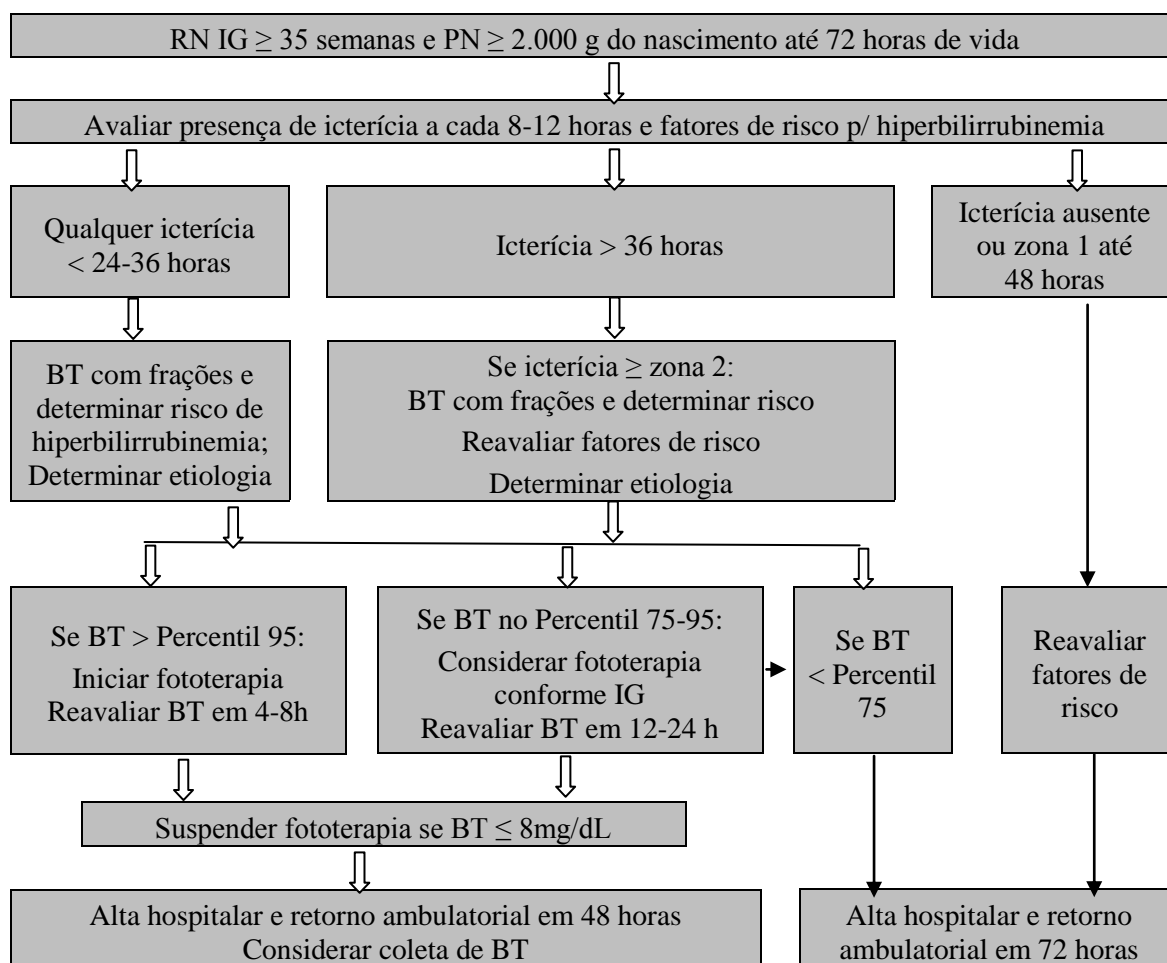 RN IG ≥ 35 semanas e PN ≥ 2.000 g do nascimento até 72 horas de vida
Avaliar presença de icterícia a cada 8-12 horas e fatores de risco p/ hiperbilirrubinemia
Qualquer icterícia
< 24-36 horas
Icterícia > 36 horas
Icterícia ausente
ou zona 1 até
48 horas
BT com frações e
determinar risco de
hiperbilirrubinemia;
Determinar etiologia
Se icterícia ≥ zona 2:
BT com frações e determinar risco
Reavaliar fatores de risco
Determinar etiologia
Se BT > Percentil 95:
Iniciar fototerapia
Reavaliar BT em 4-8h
Se BT no Percentil 75-95:
Considerar fototerapia
conforme IG
Reavaliar BT em 12-24 h
Se BT
< Percentil
75
Reavaliar
fatores de
risco
Suspender fototerapia se BT ≤ 8mg/dL
Alta hospitalar e retorno ambulatorial em 48 horas
Considerar coleta de BT
Alta hospitalar e retorno
ambulatorial em 72 horas